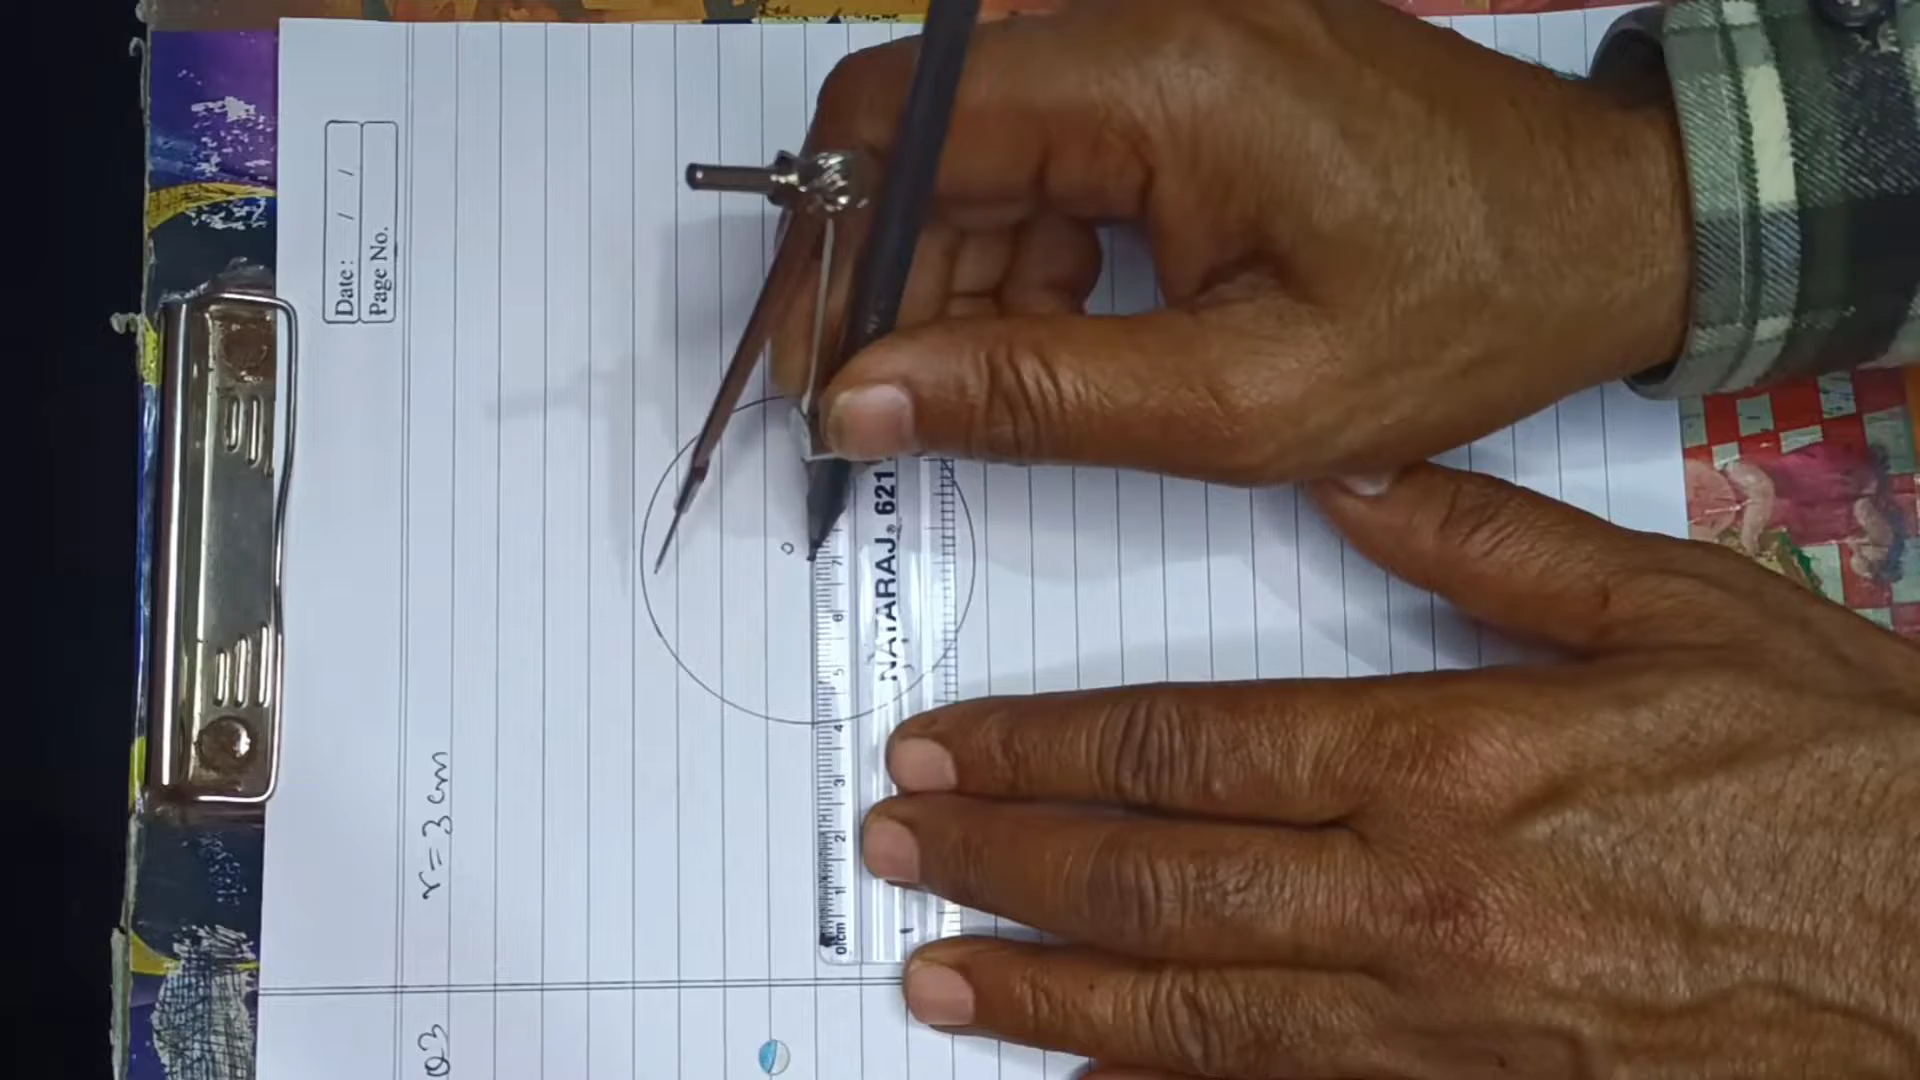 Date: / /
Page No.
Q3
r = 3 cm
O
NATARAJ® 621
0/cm 1 2 3 4 5 6 7